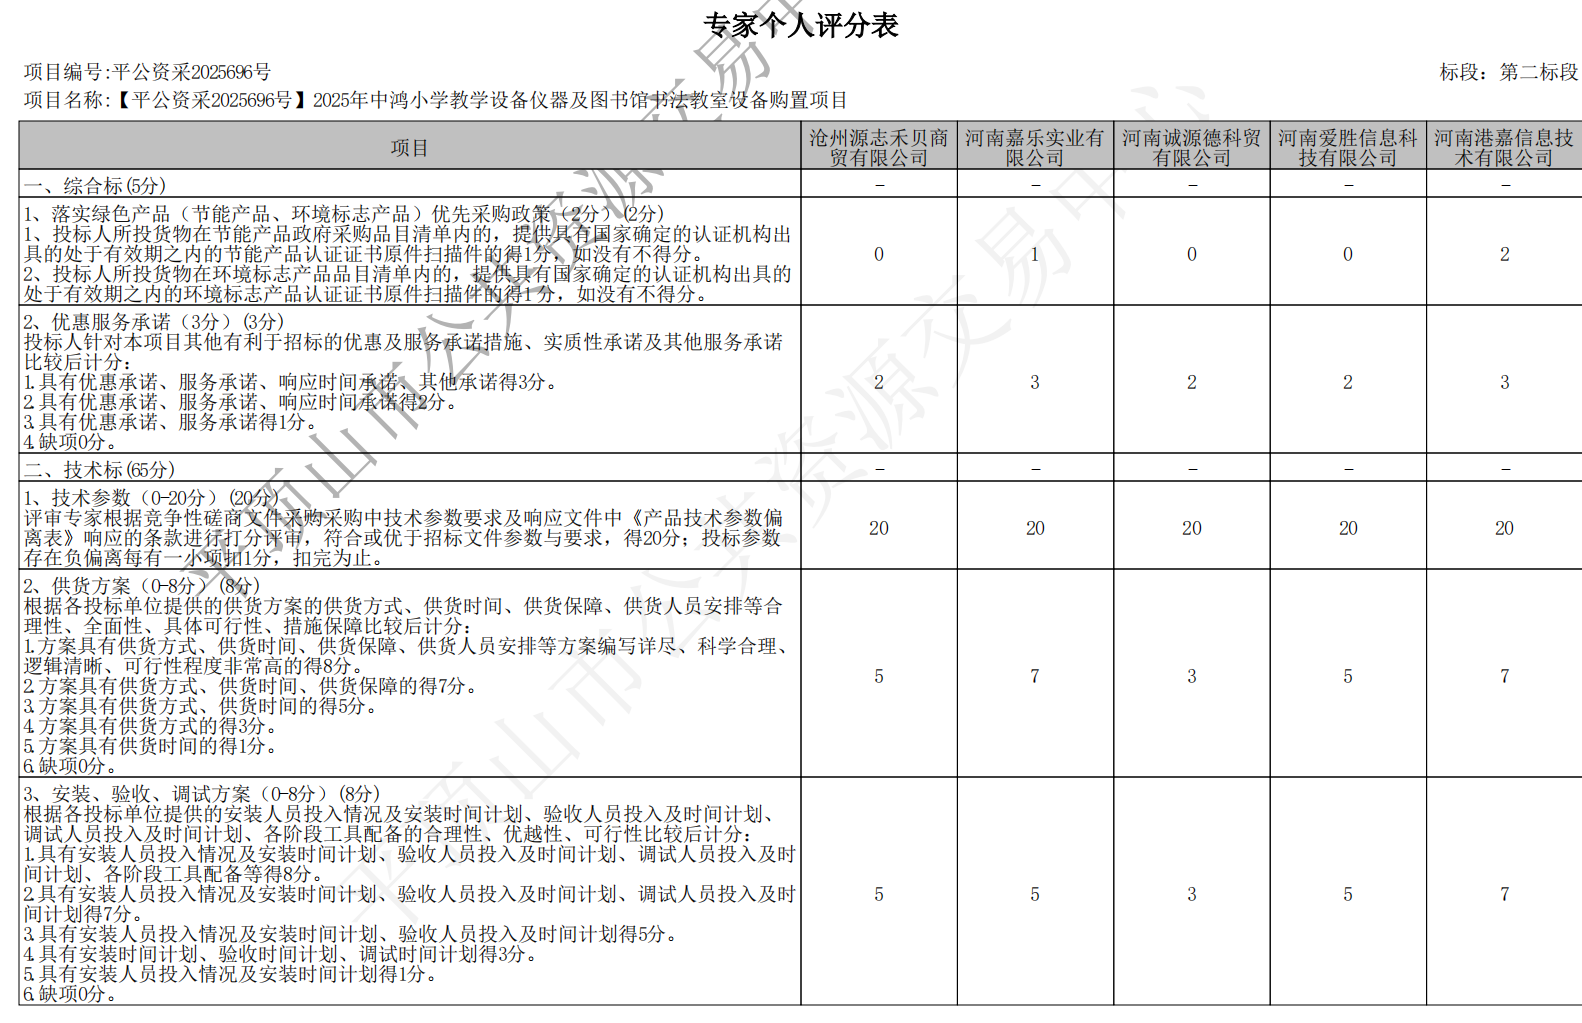 专家个人评分表
项目编号:平公资采2025696号
标段：第二标段
项目名称:【平公资采2025696号】2025年中鸿小学教学设备仪器及图书馆书法教室设备购置项目
项目
沧州源志禾贝商
贸有限公司
河南嘉乐实业有
限公司
河南诚源德科贸
有限公司
河南爱胜信息科
技有限公司
河南港嘉信息技
术有限公司
一、综合标(5分)
－ － － － －
1、落实绿色产品（节能产品、环境标志产品）优先采购政策（2分）(2分)
1、投标人所投货物在节能产品政府采购品目清单内的，提供具有国家确定的认证机构出
具的处于有效期之内的节能产品认证证书原件扫描件的得1分，如没有不得分。
2、投标人所投货物在环境标志产品品目清单内的，提供具有国家确定的认证机构出具的
处于有效期之内的环境标志产品认证证书原件扫描件的得1分，如没有不得分。
0 1 0 0 2
2、优惠服务承诺（3分）(3分)
投标人针对本项目其他有利于招标的优惠及服务承诺措施、实质性承诺及其他服务承诺
比较后计分：
1.具有优惠承诺、服务承诺、响应时间承诺、其他承诺得3分。
2.具有优惠承诺、服务承诺、响应时间承诺得2分。
3.具有优惠承诺、服务承诺得1分。
4.缺项0分。
2 3 2 2 3
二、技术标(65分)
－ － － － －
1、技术参数（0-20分）(20分)
评审专家根据竞争性磋商文件采购采购中技术参数要求及响应文件中《产品技术参数偏
离表》响应的条款进行打分评审，符合或优于招标文件参数与要求，得20分；投标参数
存在负偏离每有一小项扣1分，扣完为止。
20 20 20 20 20
2、供货方案（0-8分）(8分)
根据各投标单位提供的供货方案的供货方式、供货时间、供货保障、供货人员安排等合
理性、全面性、具体可行性、措施保障比较后计分：
1.方案具有供货方式、供货时间、供货保障、供货人员安排等方案编写详尽、科学合理、
逻辑清晰、可行性程度非常高的得8分。
2.方案具有供货方式、供货时间、供货保障的得7分。
3.方案具有供货方式、供货时间的得5分。
4.方案具有供货方式的得3分。
5.方案具有供货时间的得1分。
6.缺项0分。
5 7 3 5 7
3、安装、验收、调试方案（0-8分）(8分)
根据各投标单位提供的安装人员投入情况及安装时间计划、验收人员投入及时间计划、
调试人员投入及时间计划、各阶段工具配备的合理性、优越性、可行性比较后计分：
1.具有安装人员投入情况及安装时间计划、验收人员投入及时间计划、调试人员投入及时
间计划、各阶段工具配备等得8分。
2.具有安装人员投入情况及安装时间计划、验收人员投入及时间计划、调试人员投入及时
间计划得7分。
3.具有安装人员投入情况及安装时间计划、验收人员投入及时间计划得5分。
4.具有安装时间计划、验收时间计划、调试时间计划得3分。
5.具有安装人员投入情况及安装时间计划得1分。
6.缺项0分。
5 5 3 5 7
平顶山市公共资源交易中
平顶山市公共资源交易中心